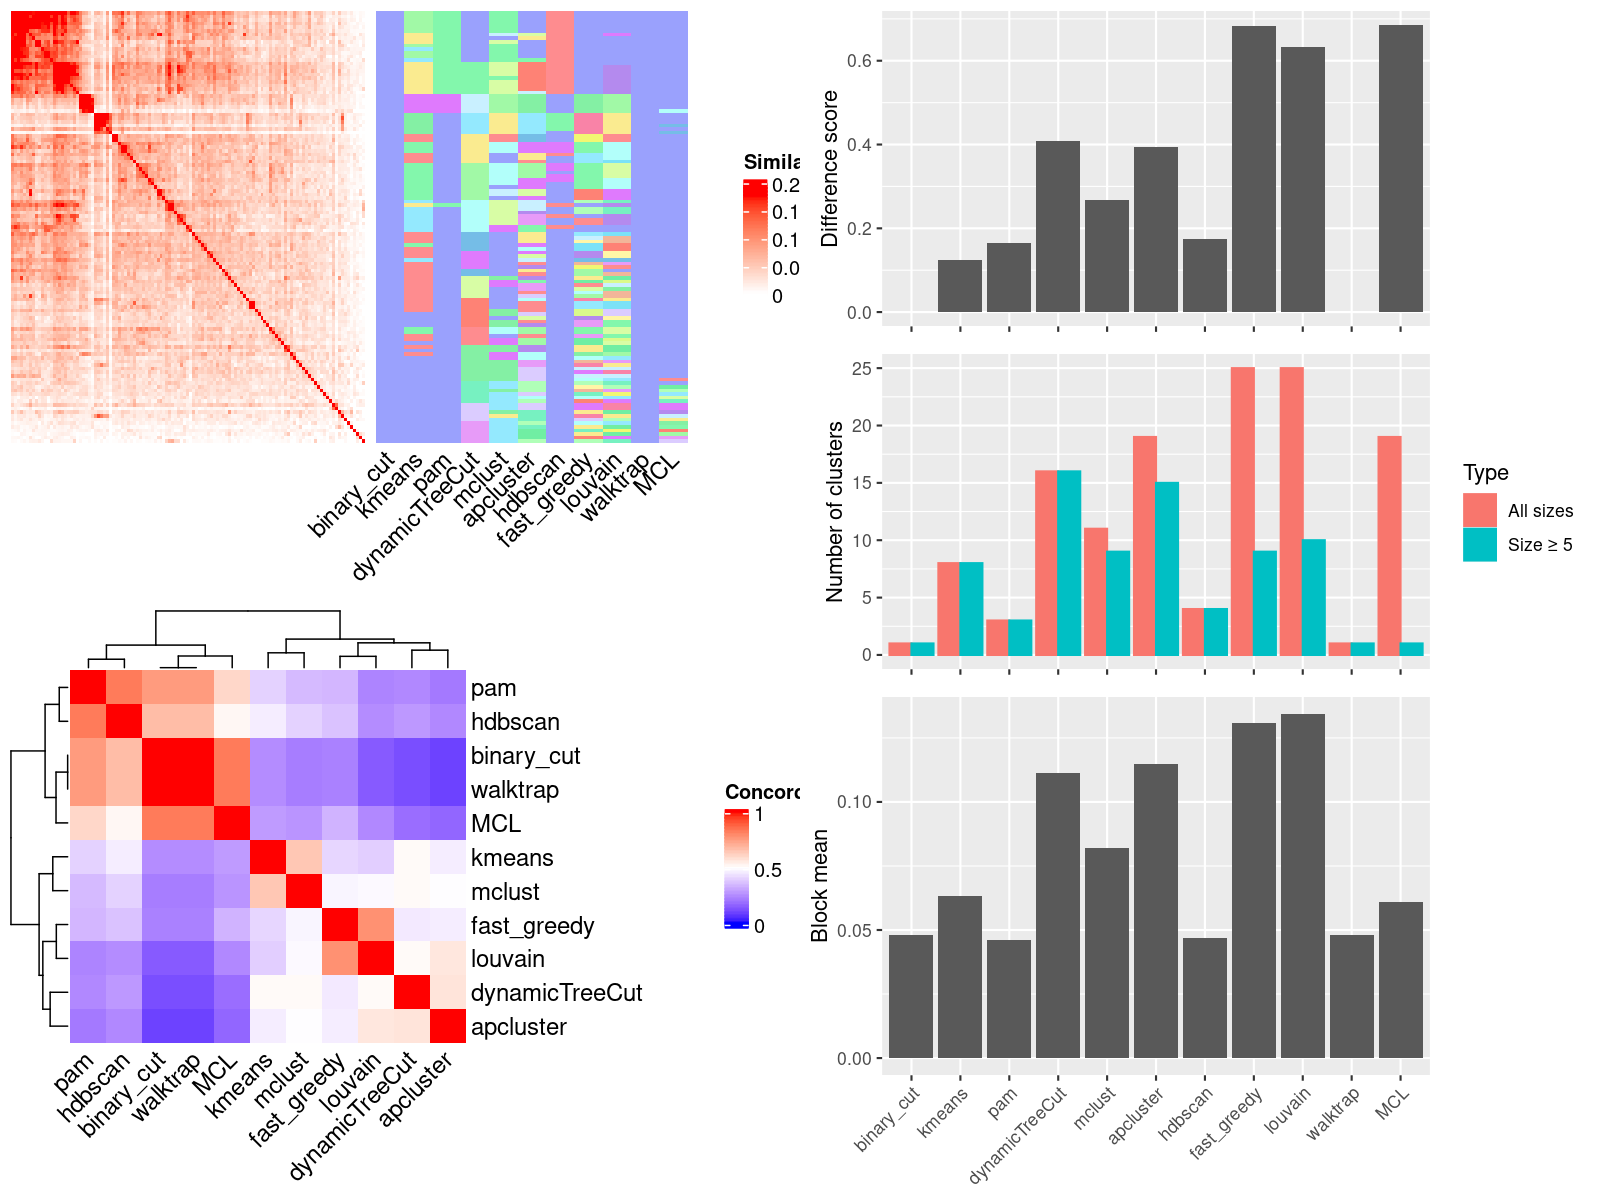 Simila
0.2
0.1
0.1
0.0
0
binary_cut
kmeans
pam
dynamicTreeCut
mclust
apcluster
hdbscan
fast_greedy
louvain
walktrap
MCL
pam
hdbscan
binary_cut
walktrap
MCL
kmeans
mclust
fast_greedy
louvain
dynamicTreeCut
apcluster
pam
hdbscan
binary_cut
walktrap
MCL
kmeans
mclust
fast_greedy
louvain
dynamicTreeCut
apcluster
Concord
1
0.5
0
Difference score
0.6
0.4
0.2
0.0
Number of clusters
25
20
15
10
5
0
Type
All sizes
Size ≥ 5
Block mean
0.10
0.05
0.00
binary_cut
kmeans
pam
dynamicTreeCut
mclust
apcluster
hdbscan
fast_greedy
louvain
walktrap
MCL